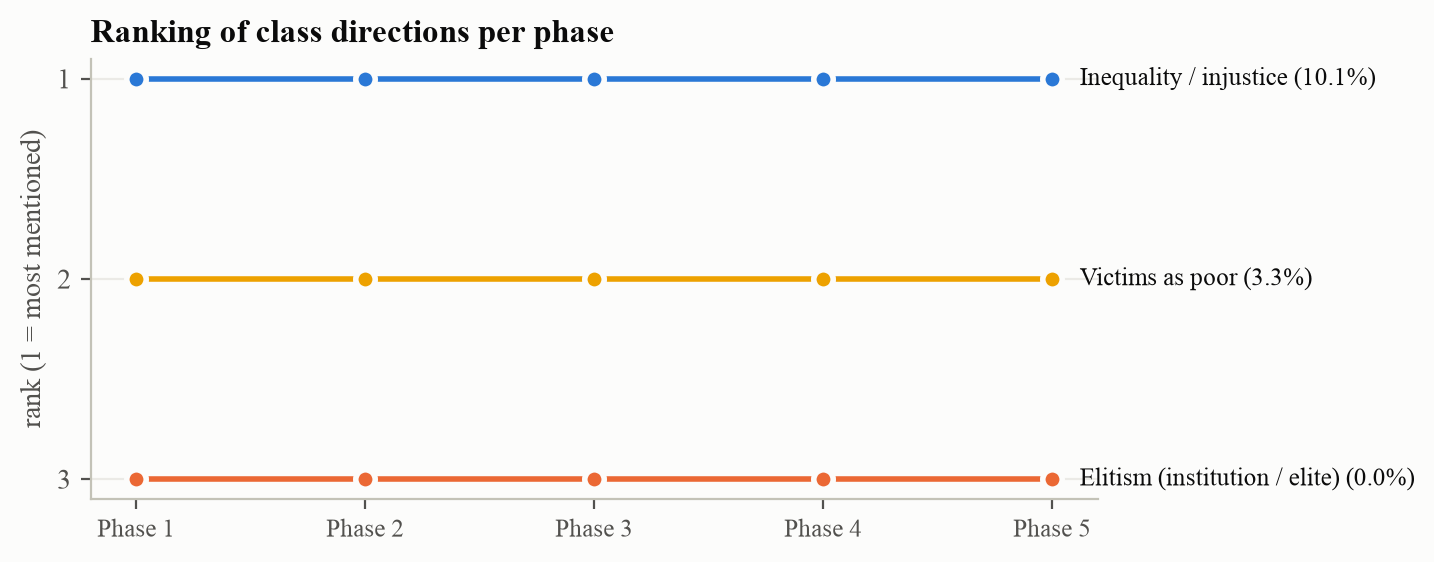 Ranking of class directions per phase
rank (1 = most mentioned)
1
Inequality / injustice (10.1%)
2
Victims as poor (3.3%)
3
Elitism (institution / elite) (0.0%)
Phase 1
Phase 2
Phase 3
Phase 4
Phase 5